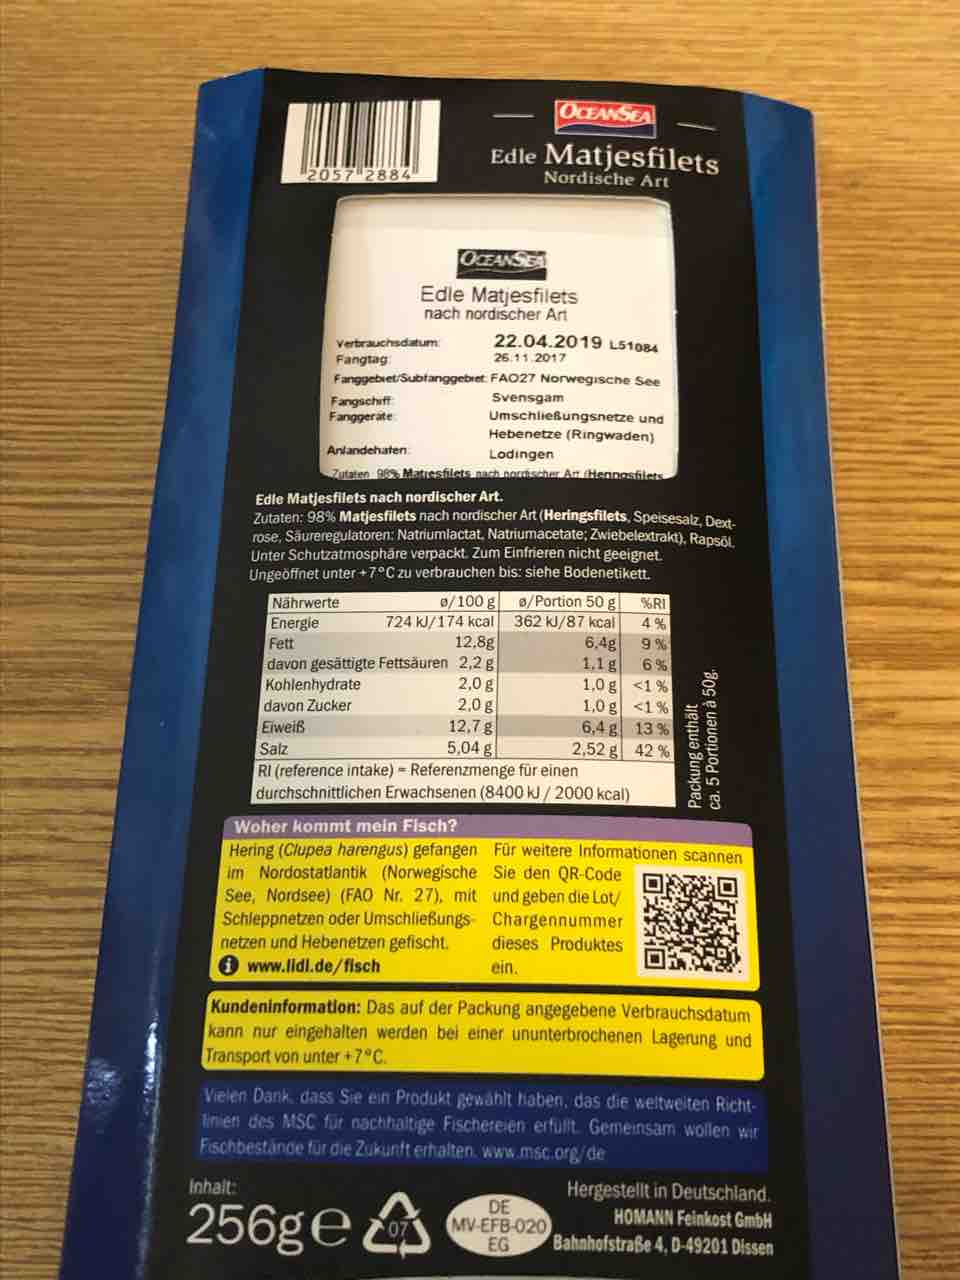 20572884
OCEANSEA
Edle Matjesfilets
Nordische Art
OCEANSEA
Edle Matjesfilets
nach nordischer Art
Verbrauchsdatum: 22.04.2019 L51084
Fangtag: 26.11.2017
Fanggebiet/Subfanggebiet: FAO27 Norwegische See
Fangschiff: Svensgam
Fanggeräte: Umschließungsnetze und
Hebenetze (Ringwaden)
Anlandehafen: Lodingen
Zutaten: 98% Matjesfilets nach nordischer Art (Heringsfilets
Edle Matjesfilets nach nordischer Art.
Zutaten: 98% Matjesfilets nach nordischer Art (Heringsfilets, Speisesalz, Dext-
rose, Säureregulatoren: Natriumlactat, Natriumacetate; Zwiebelextrakt), Rapsöl.
Unter Schutzatmosphäre verpackt. Zum Einfrieren nicht geeignet.
Ungeöffnet unter +7°C zu verbrauchen bis: siehe Bodenetikett.
Nährwerte ø/100 g ø/Portion 50 g %RI
Energie 724 kJ/174 kcal 362 kJ/87 kcal 4 %
Fett 12,8g 6,4g 9 %
davon gesättigte Fettsäuren 2,2 g 1,1 g 6 %
Kohlenhydrate 2,0 g 1,0 g <1 %
davon Zucker 2,0 g 1,0 g <1 %
Eiweiß 12,7 g 6,4 g 13 %
Salz 5,04 g 2,52 g 42 %
RI (reference intake) = Referenzmenge für einen
durchschnittlichen Erwachsenen (8400 kJ / 2000 kcal)
Packung enthält
ca. 5 Portionen à 50g.
Woher kommt mein Fisch?
Hering (Clupea harengus) gefangen
im Nordostatlantik (Norwegische
See, Nordsee) (FAO Nr. 27), mit
Schleppnetzen oder Umschließungs-
netzen und Hebenetzen gefischt.
i www.lidl.de/fisch
Für weitere Informationen scannen
Sie den QR-Code
und geben die Lot/
Chargennummer
dieses Produktes
ein.
Kundeninformation: Das auf der Packung angegebene Verbrauchsdatum
kann nur eingehalten werden bei einer ununterbrochenen Lagerung und
Transport von unter +7°C.
Vielen Dank, dass Sie ein Produkt gewählt haben, das die weltweiten Richt-
linien des MSC für nachhaltige Fischereien erfüllt. Gemeinsam wollen wir
Fischbestände für die Zukunft erhalten. www.msc.org/de
Inhalt:
256g e
07
DE
MV-EFB-020
EG
Hergestellt in Deutschland.
HOMANN Feinkost GmbH
Bahnhofstraße 4, D-49201 Dissen